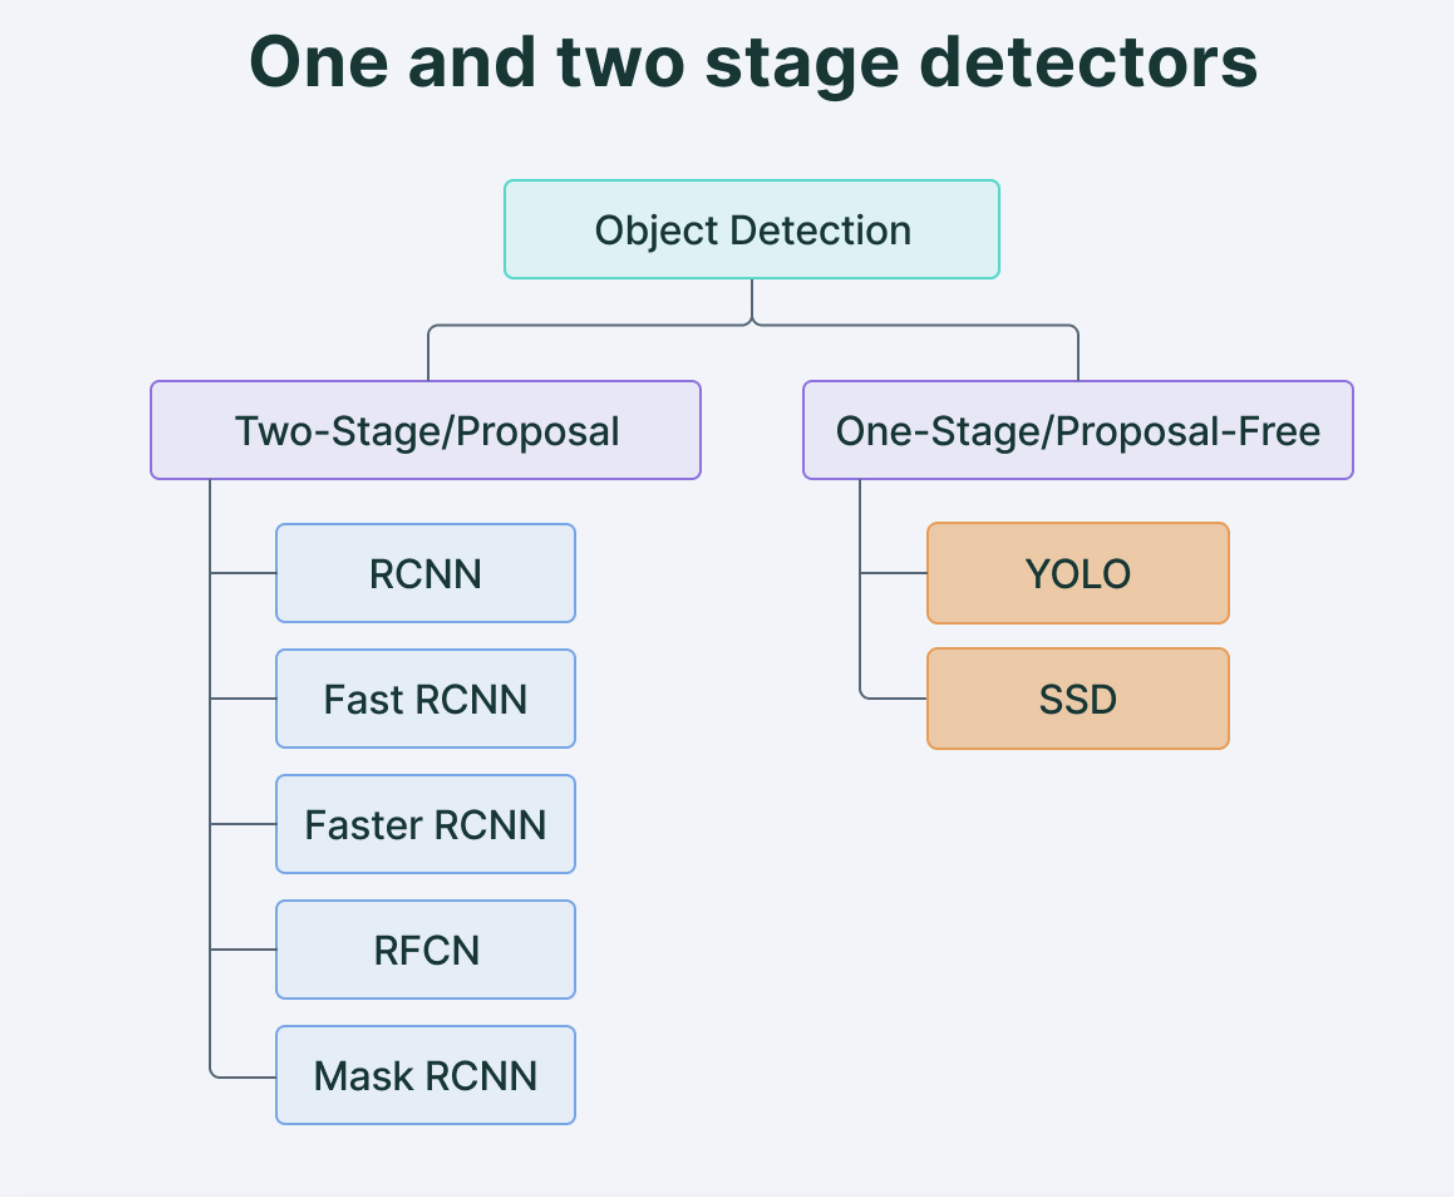 One and two stage detectors
Object Detection
Two-Stage/Proposal
RCNN
Fast RCNN
Faster RCNN
RFCN
Mask RCNN
One-Stage/Proposal-Free
YOLO
SSD